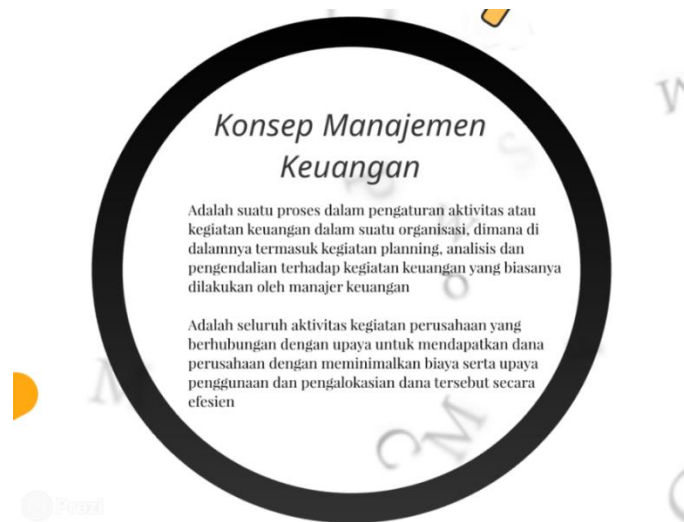 Konsep Manajemen
Keuangan
Adalah suatu proses dalam pengaturan aktivitas atau
kegiatan keuangan dalam suatu organisasi, dimana di
dalamnya termasuk kegiatan planning, analisis dan
pengendalian terhadap kegiatan keuangan yang biasanya
dilakukan oleh manajer keuangan
Adalah seluruh aktivitas kegiatan perusahaan yang
berhubungan dengan upaya untuk mendapatkan dana
perusahaan dengan meminimalkan biaya serta upaya
penggunaan dan pengalokasian dana tersebut secara
efesien
Prezi